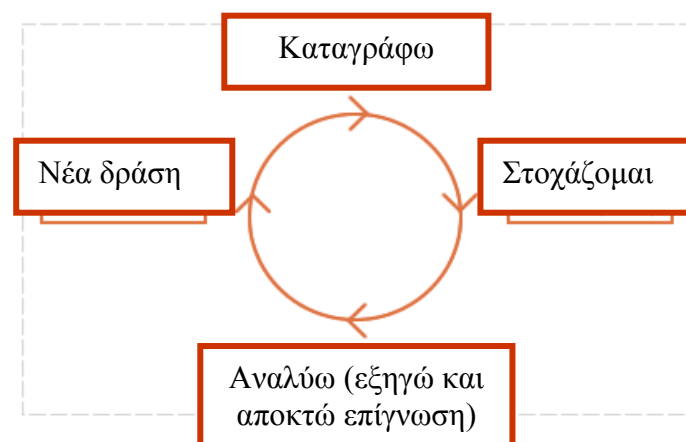 Καταγράφω
Νέα δράση
Στοχάζομαι
Αναλύω (εξηγώ και
αποκτώ επίγνωση)